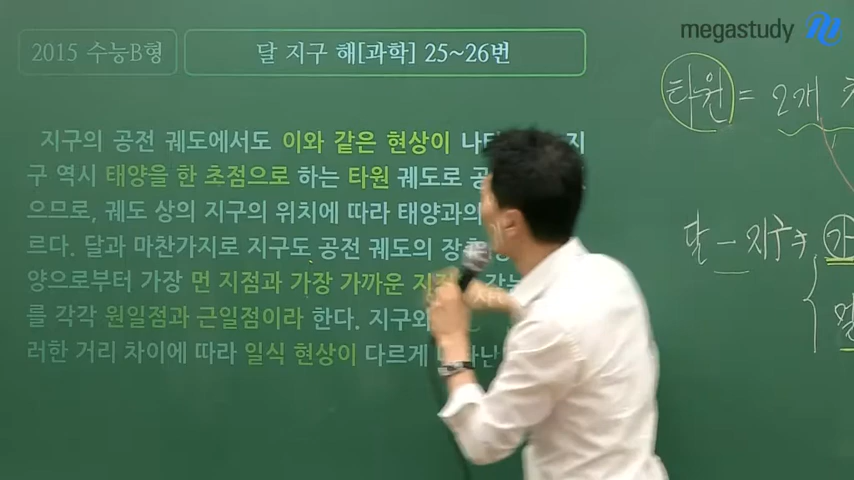 megastudy
2015 수능B형
달 지구 해[과학] 25~26번
지구의 공전 궤도에서도 이와 같은 현상이 지
구 역시 태양을 한 초점으로 하는 타원 궤도로
으므로, 궤도 상의 지구의 위치에 따라 태양과의
르다. 달과 마찬가지로 지구도 공전 궤도의
양으로부터 가장 먼 지점과 가장 가까운
를 각각 원일점과 근일점이라 한다.
러한 거리 차이에 따라 일식 현상이 다르게
타원 = 2개
달 - 지구